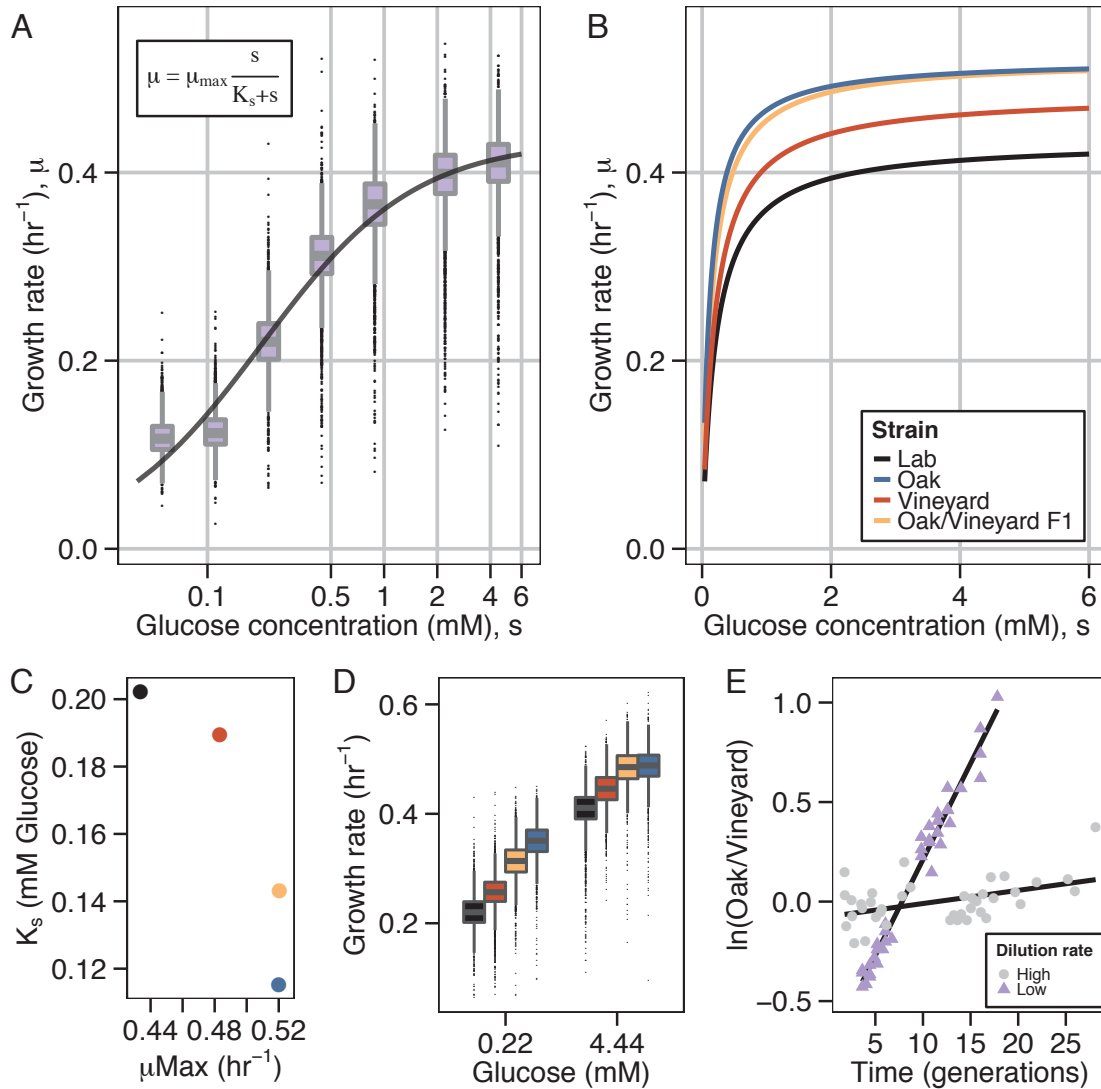 A
μ = μmax s / Ks+s
Growth rate (hr−1), μ
0.4
0.2
0.0
0.1 0.5 1 2 4 6
Glucose concentration (mM), s
B
Growth rate (hr−1), μ
0.4
0.2
0.0
Strain
Lab
Oak
Vineyard
Oak/Vineyard F1
0 2 4 6
Glucose concentration (mM), s
C
Ks (mM Glucose)
0.20
0.18
0.16
0.14
0.12
0.44 0.48 0.52
μMax (hr−1)
D
Growth rate (hr−1)
0.6
0.4
0.2
0.22 4.44
Glucose (mM)
E
ln(Oak/Vineyard)
1.0
0.5
0.0
−0.5
Dilution rate
High
Low
5 10 15 20 25
Time (generations)